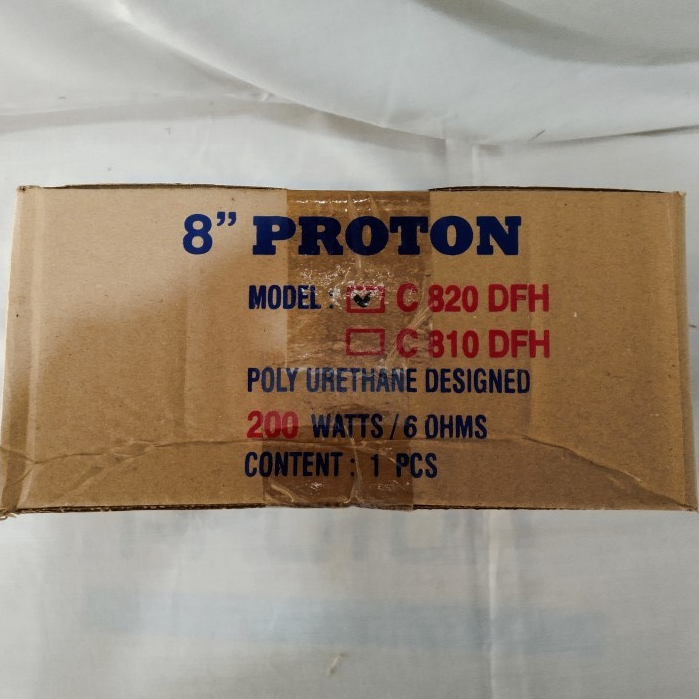 8” PROTON
MODEL : C 820 DFH
C 810 DFH
POLY URETHANE DESIGNED
200 WATTS / 6 OHMS
CONTENT : 1 PCS